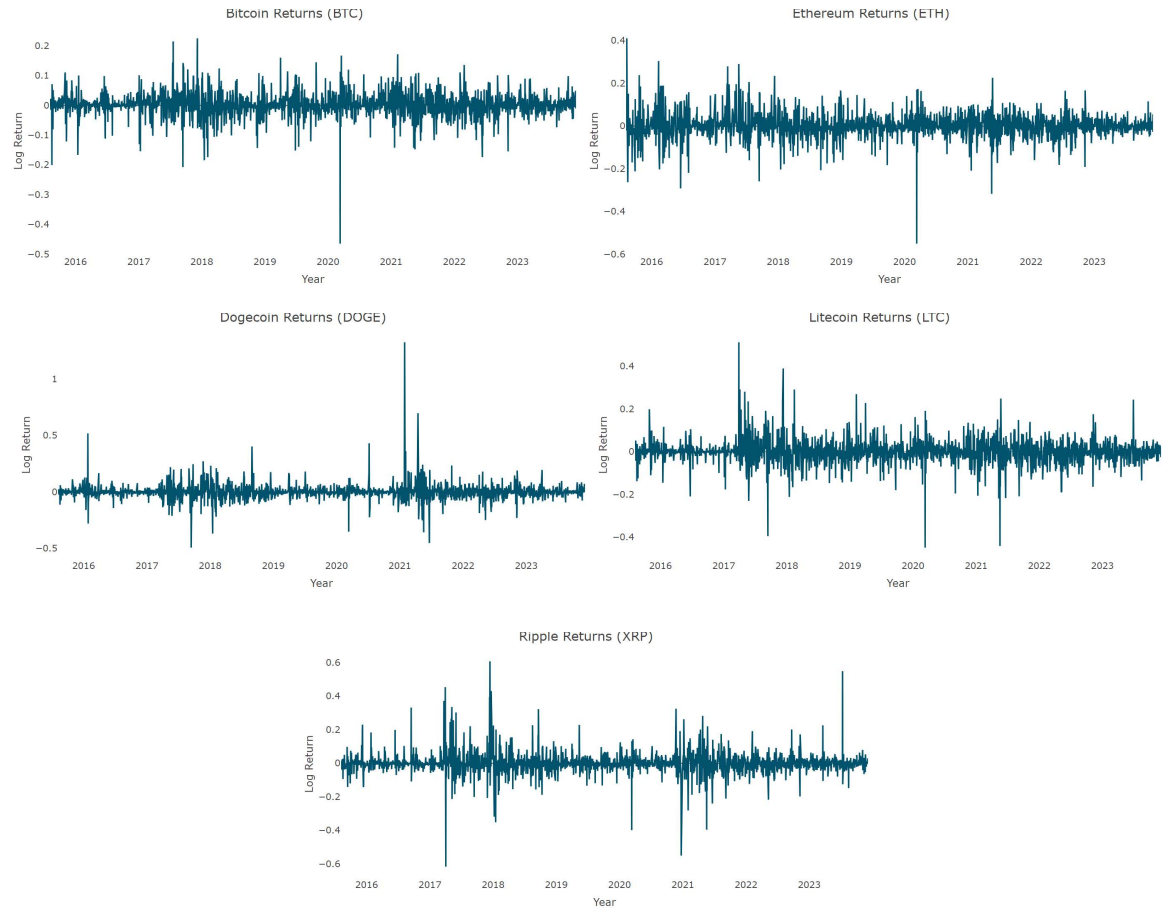 Bitcoin Returns (BTC)
0.2
0.1
0
−0.1
−0.2
−0.3
−0.4
−0.5
Log Return
2016 2017 2018 2019 2020 2021 2022 2023
Year
Ethereum Returns (ETH)
0.4
0.2
0
−0.2
−0.4
−0.6
Log Return
2016 2017 2018 2019 2020 2021 2022 2023
Year
Dogecoin Returns (DOGE)
1
0.5
0
−0.5
Log Return
2016 2017 2018 2019 2020 2021 2022 2023
Year
Litecoin Returns (LTC)
0.4
0.2
0
−0.2
−0.4
Log Return
2016 2017 2018 2019 2020 2021 2022 2023
Year
Ripple Returns (XRP)
0.6
0.4
0.2
0
−0.2
−0.4
−0.6
Log Return
2016 2017 2018 2019 2020 2021 2022 2023
Year